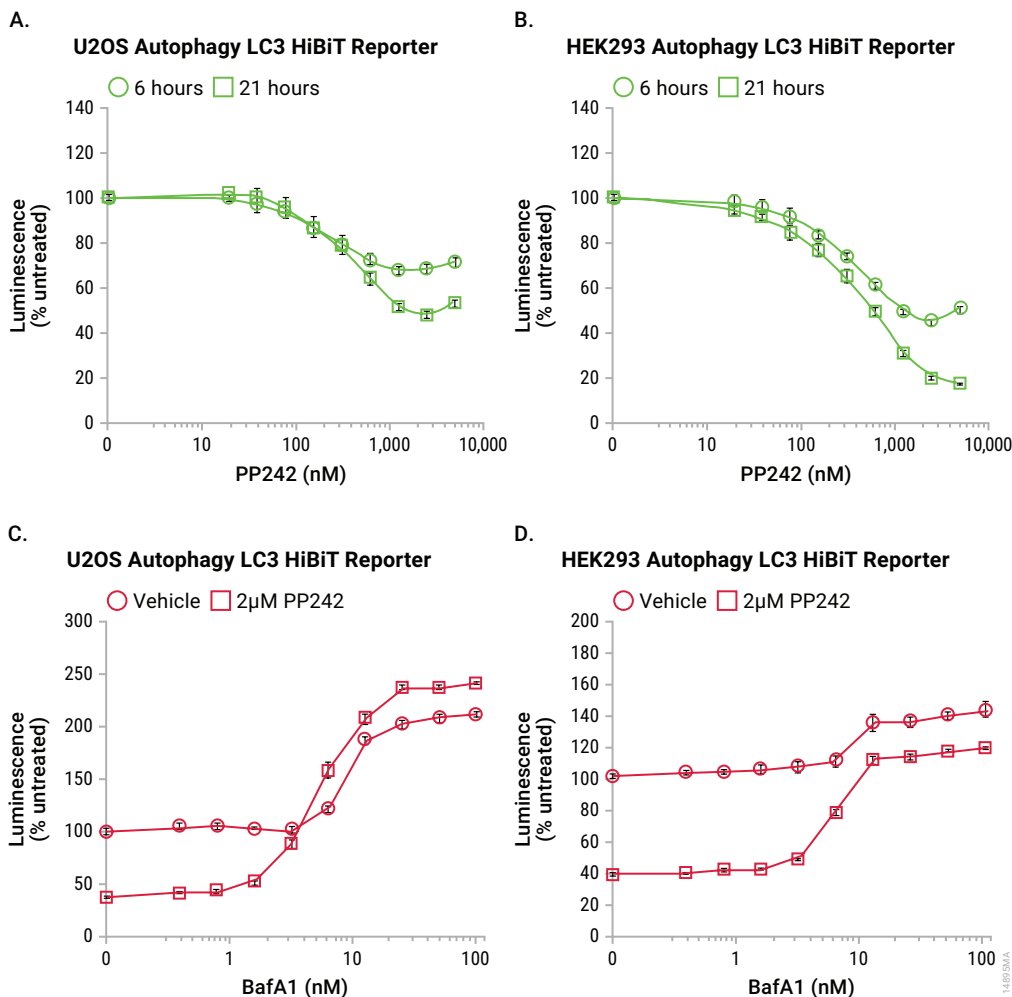 A.
U2OS Autophagy LC3 HiBiT Reporter
6 hours 21 hours
140
120
100
80
60
40
20
0
Luminescence
(% untreated)
0 10 100 1,000 10,000
PP242 (nM)
B.
HEK293 Autophagy LC3 HiBiT Reporter
6 hours 21 hours
140
120
100
80
60
40
20
0
Luminescence
(% untreated)
0 10 100 1,000 10,000
PP242 (nM)
C.
U2OS Autophagy LC3 HiBiT Reporter
Vehicle 2µM PP242
300
250
200
150
100
50
0
Luminescence
(% untreated)
0 1 10 100
BafA1 (nM)
D.
HEK293 Autophagy LC3 HiBiT Reporter
Vehicle 2µM PP242
200
180
160
140
120
100
80
60
40
20
0
Luminescence
(% untreated)
0 1 10 100
BafA1 (nM)
14895MA